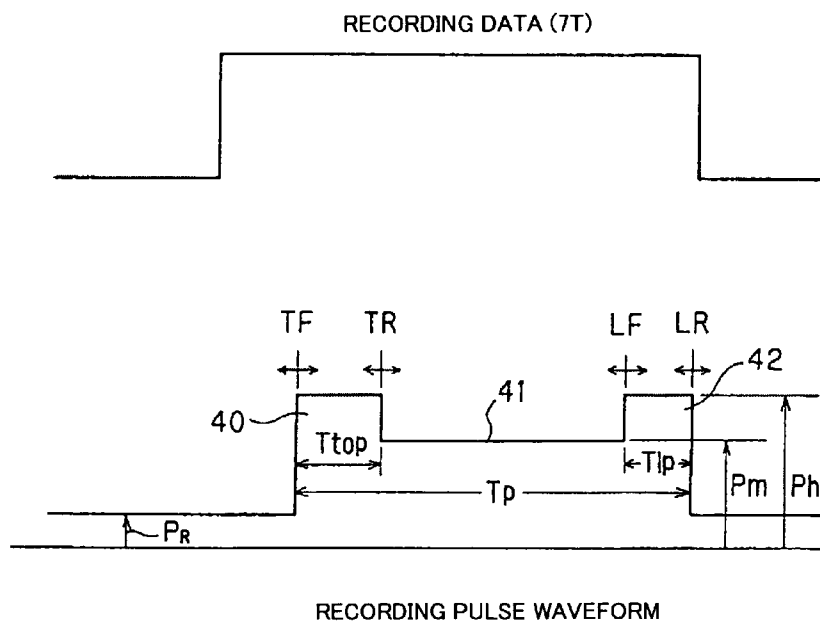 RECORDING DATA (7T)
TF TR LF LR
42
41
40
Ttop
Tlp
Tp
Pm Ph
PR
RECORDING PULSE WAVEFORM